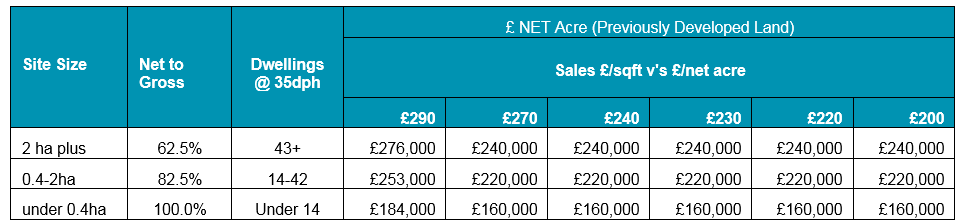 £ NET Acre (Previously Developed Land)
Site Size Net to Gross Dwellings @ 35dph Sales £/sqft v's £/net acre
£290 £270 £240 £230 £220 £200
2 ha plus 62.5% 43+ £276,000 £240,000 £240,000 £240,000 £240,000 £240,000
0.4-2ha 82.5% 14-42 £253,000 £220,000 £220,000 £220,000 £220,000 £220,000
under 0.4ha 100.0% Under 14 £184,000 £160,000 £160,000 £160,000 £160,000 £160,000